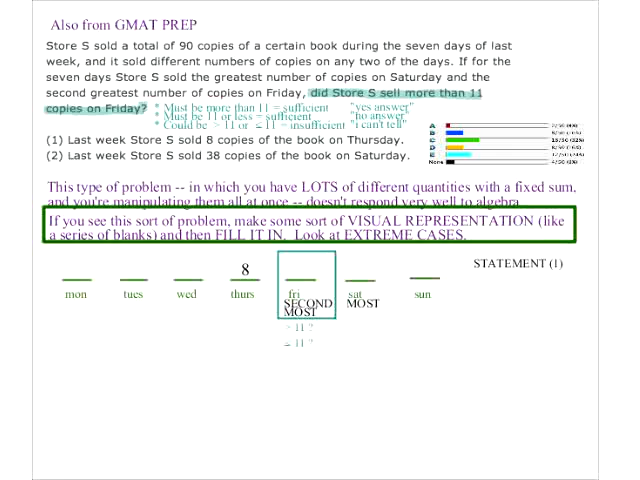 Also from GMAT PREP
Store S sold a total of 90 copies of a certain book during the seven days of last
week, and it sold different numbers of copies on any two of the days. If for the
seven days Store S sold the greatest number of copies on Saturday and the
second greatest number of copies on Friday, did Store S sell more than 11
copies on Friday?
* Must be more than 11 = sufficient "yes answer"
* Must be 11 or less = sufficient "no answer"
* Could be > 11 or ≤ 11 = insufficient "i can't tell"
(1) Last week Store S sold 8 copies of the book on Thursday.
(2) Last week Store S sold 38 copies of the book on Saturday.
A
B
C
D
E
None
This type of problem -- in which you have LOTS of different quantities with a fixed sum,
and you're manipulating them all at once -- doesn't respond very well to algebra.
If you see this sort of problem, make some sort of VISUAL REPRESENTATION (like
a series of blanks) and then FILL IT IN. Look at EXTREME CASES.
STATEMENT (1)
8
mon tues wed thurs fri sat sun
SECOND MOST
MOST
> 11 ?
≤ 11 ?